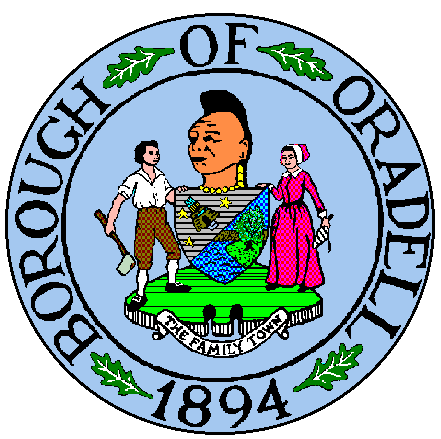 BOROUGH OF ORADELL
THE FAMILY TOWN
1894